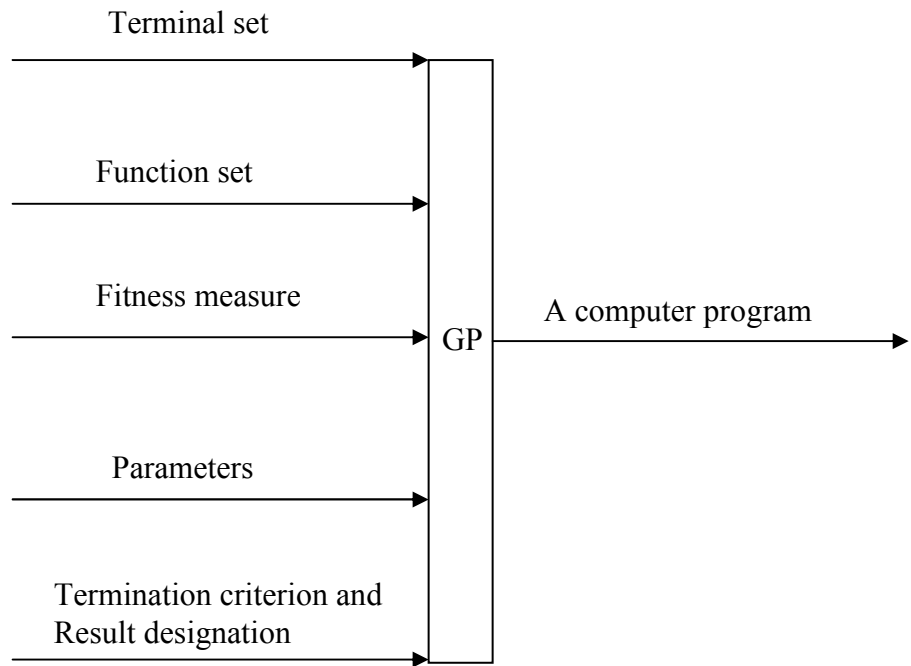 Terminal set
Function set
Fitness measure
A computer program
GP
Parameters
Termination criterion and
Result designation